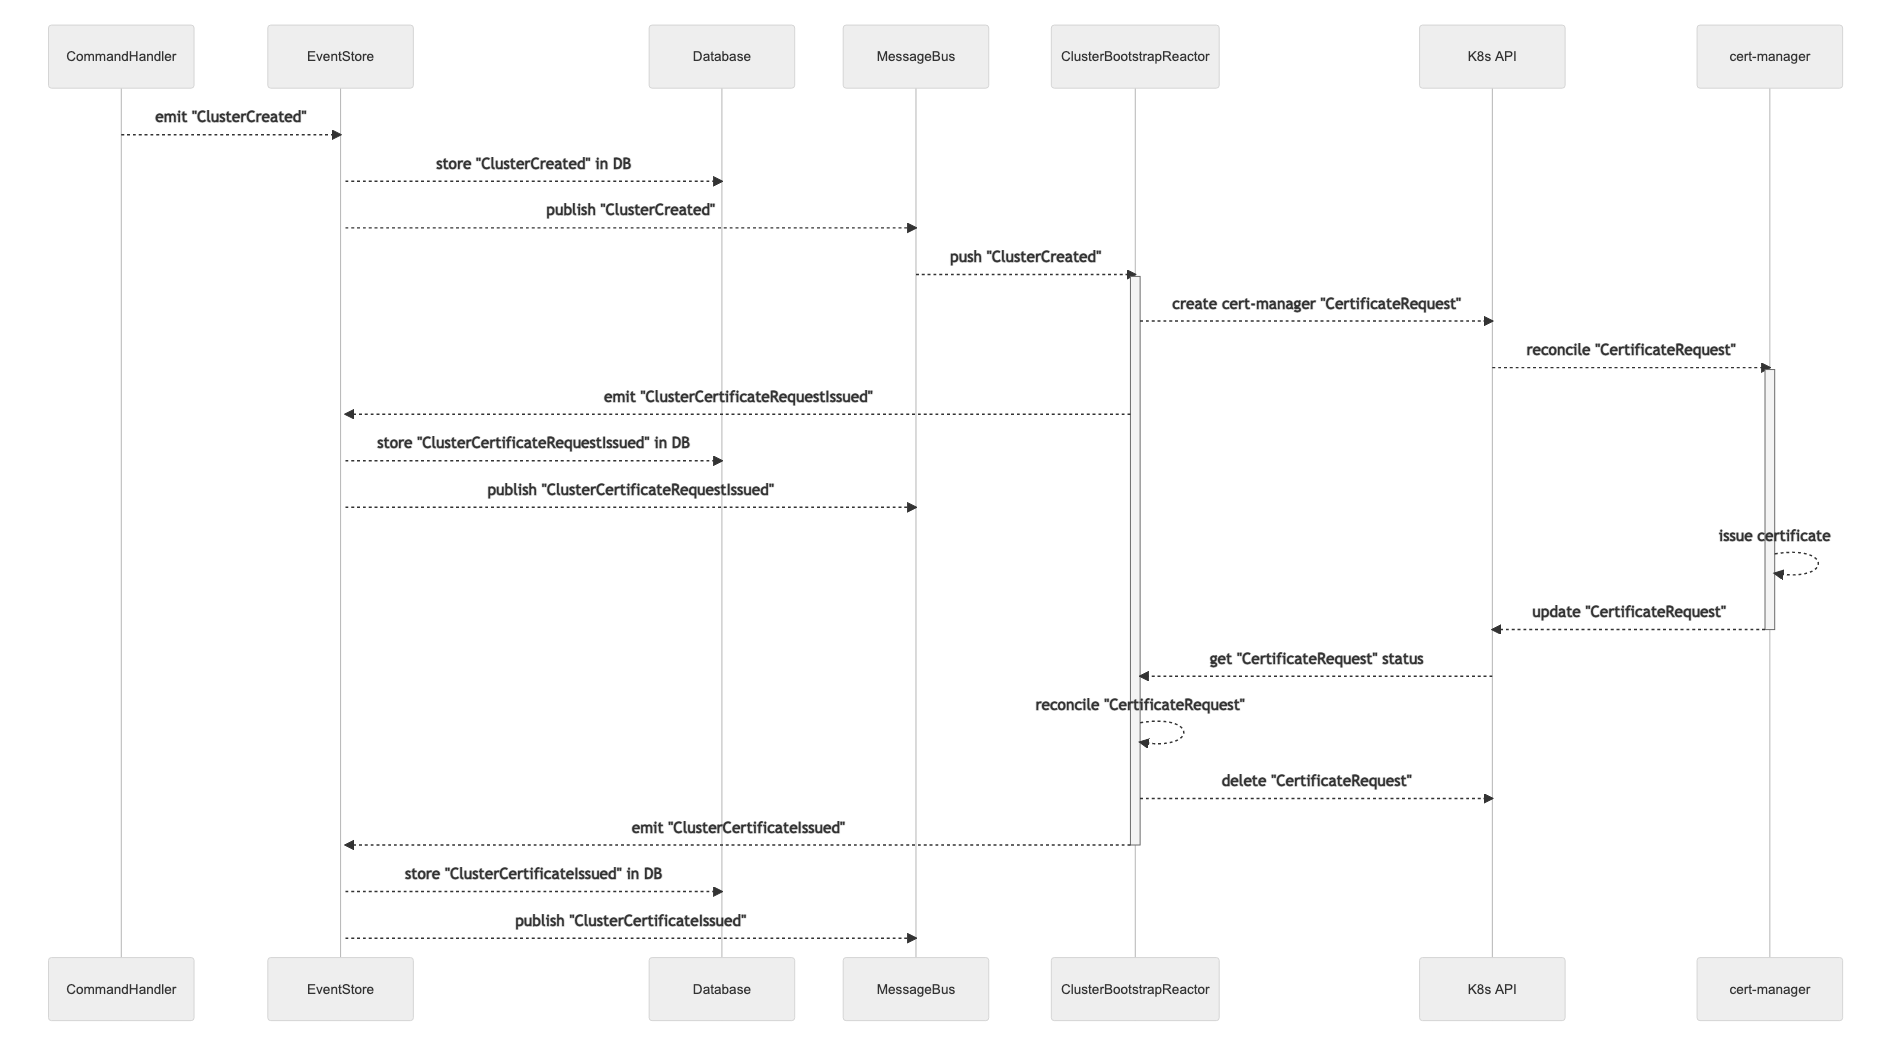 CommandHandler
EventStore
Database
MessageBus
ClusterBootstrapReactor
K8s API
cert-manager
emit "ClusterCreated"
store "ClusterCreated" in DB
publish "ClusterCreated"
push "ClusterCreated"
create cert-manager "CertificateRequest"
reconcile "CertificateRequest"
emit "ClusterCertificateRequestIssued"
store "ClusterCertificateRequestIssued" in DB
publish "ClusterCertificateRequestIssued"
issue certificate
update "CertificateRequest"
get "CertificateRequest" status
reconcile "CertificateRequest"
delete "CertificateRequest"
emit "ClusterCertificateIssued"
store "ClusterCertificateIssued" in DB
publish "ClusterCertificateIssued"
CommandHandler
EventStore
Database
MessageBus
ClusterBootstrapReactor
K8s API
cert-manager